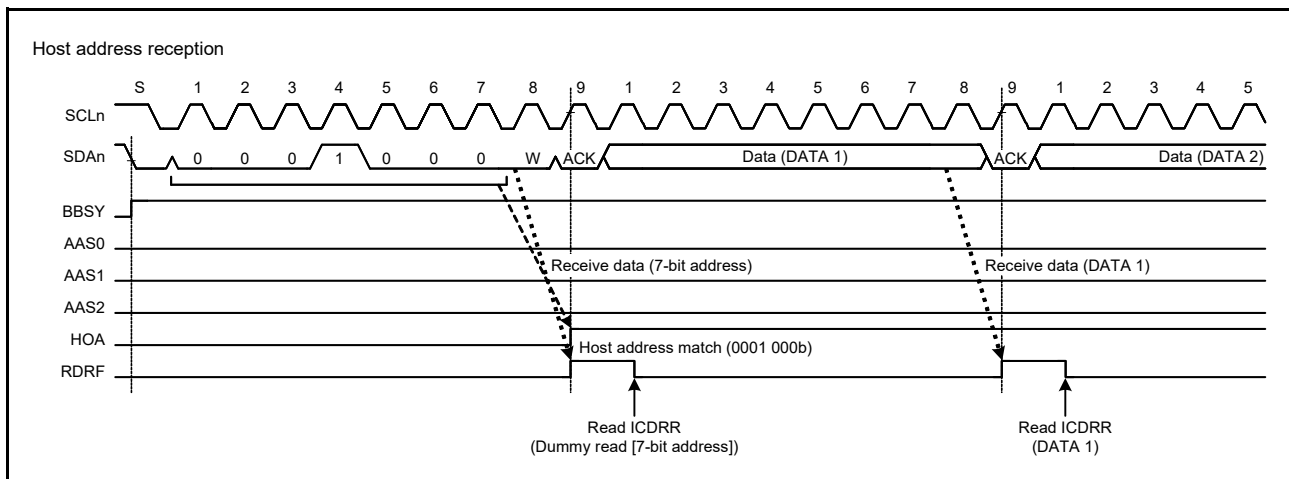 Host address reception
S 1 2 3 4 5 6 7 8 9 1 2 3 4 5 6 7 8 9 1 2 3 4 5
SCLn
SDAn 0 0 0 1 0 0 0 W ACK Data (DATA 1) ACK Data (DATA 2)
BBSY
AAS0
AAS1 Receive data (7-bit address) Receive data (DATA 1)
AAS2
HOA Host address match (0001 000b)
RDRF
Read ICDRR Read ICDRR
(Dummy read [7-bit address]) (DATA 1)